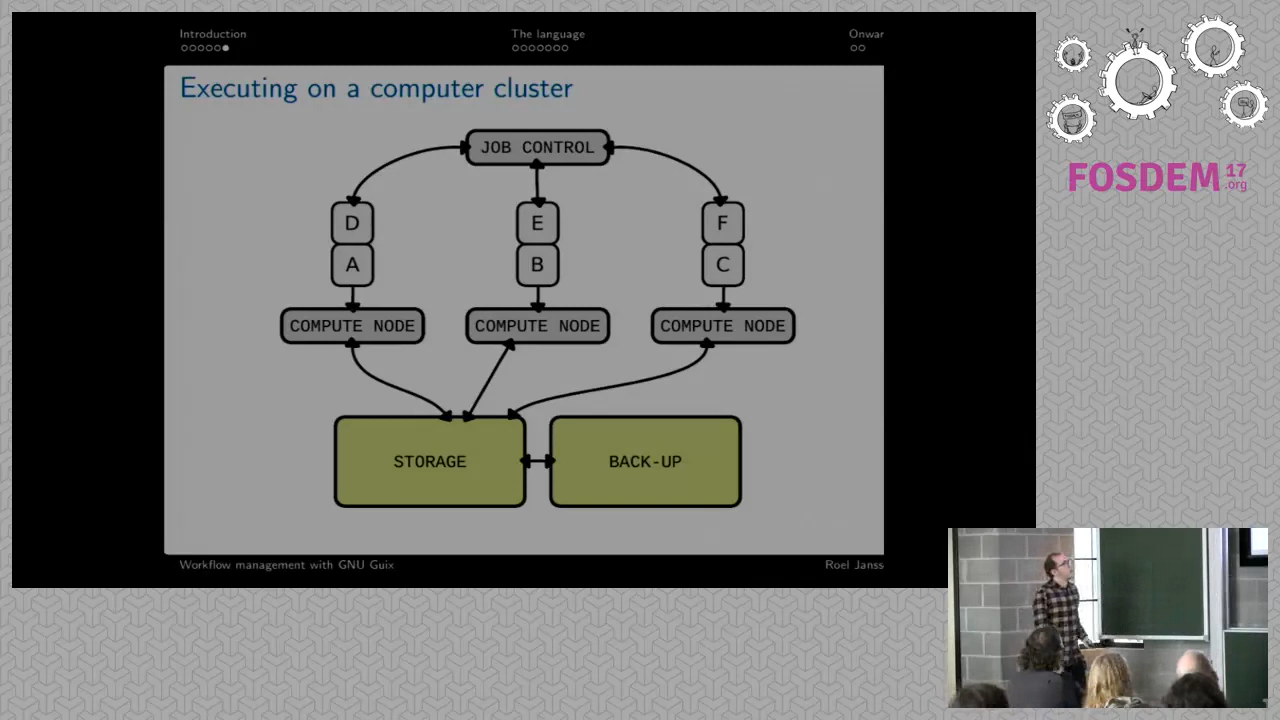 Introduction
The language
Onwar
Executing on a computer cluster
JOB CONTROL
D
E
F
A
B
C
COMPUTE NODE
COMPUTE NODE
COMPUTE NODE
STORAGE
BACK-UP
Workflow management with GNU Guix
Roel Janss
FOSDEM 17 .org